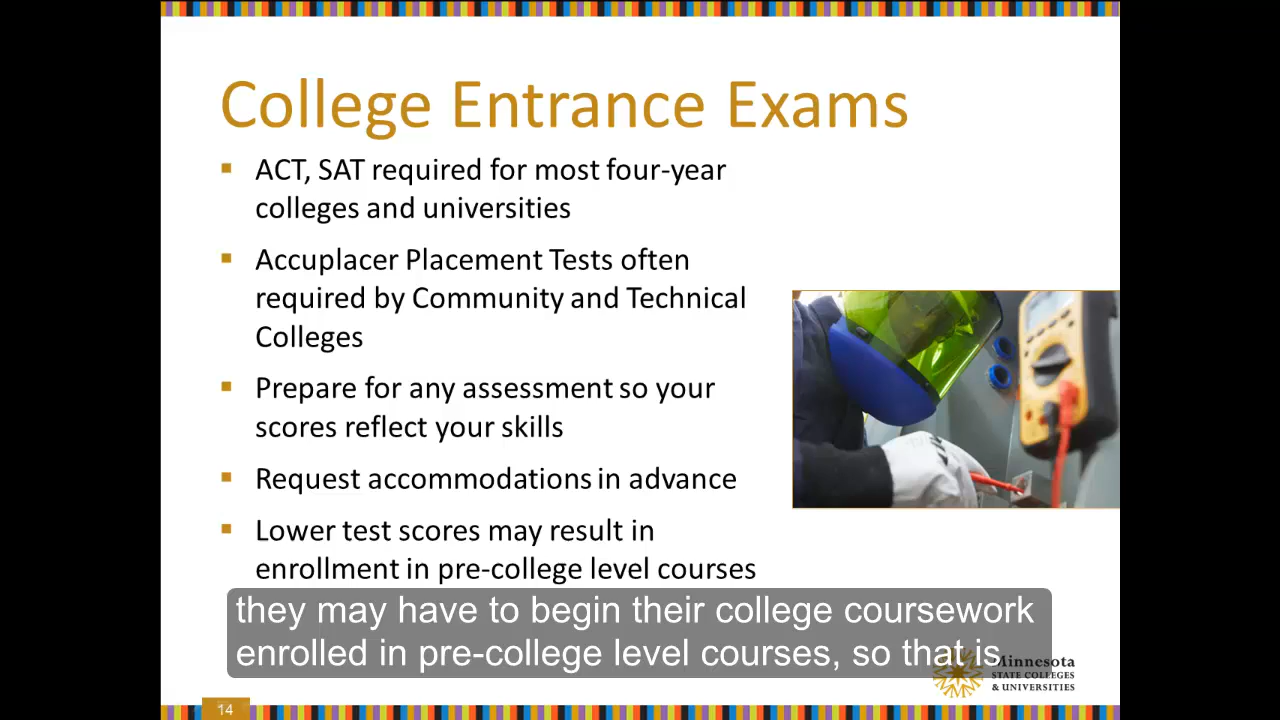 College Entrance Exams
ACT, SAT required for most four-year
colleges and universities
Accuplacer Placement Tests often
required by Community and Technical
Colleges
Prepare for any assessment so your
scores reflect your skills
Request accommodations in advance
Lower test scores may result in
enrollment in pre-college level courses
they may have to begin their college coursework
enrolled in pre-college level courses, so that is
Minnesota
STATE COLLEGES
& UNIVERSITIES
14